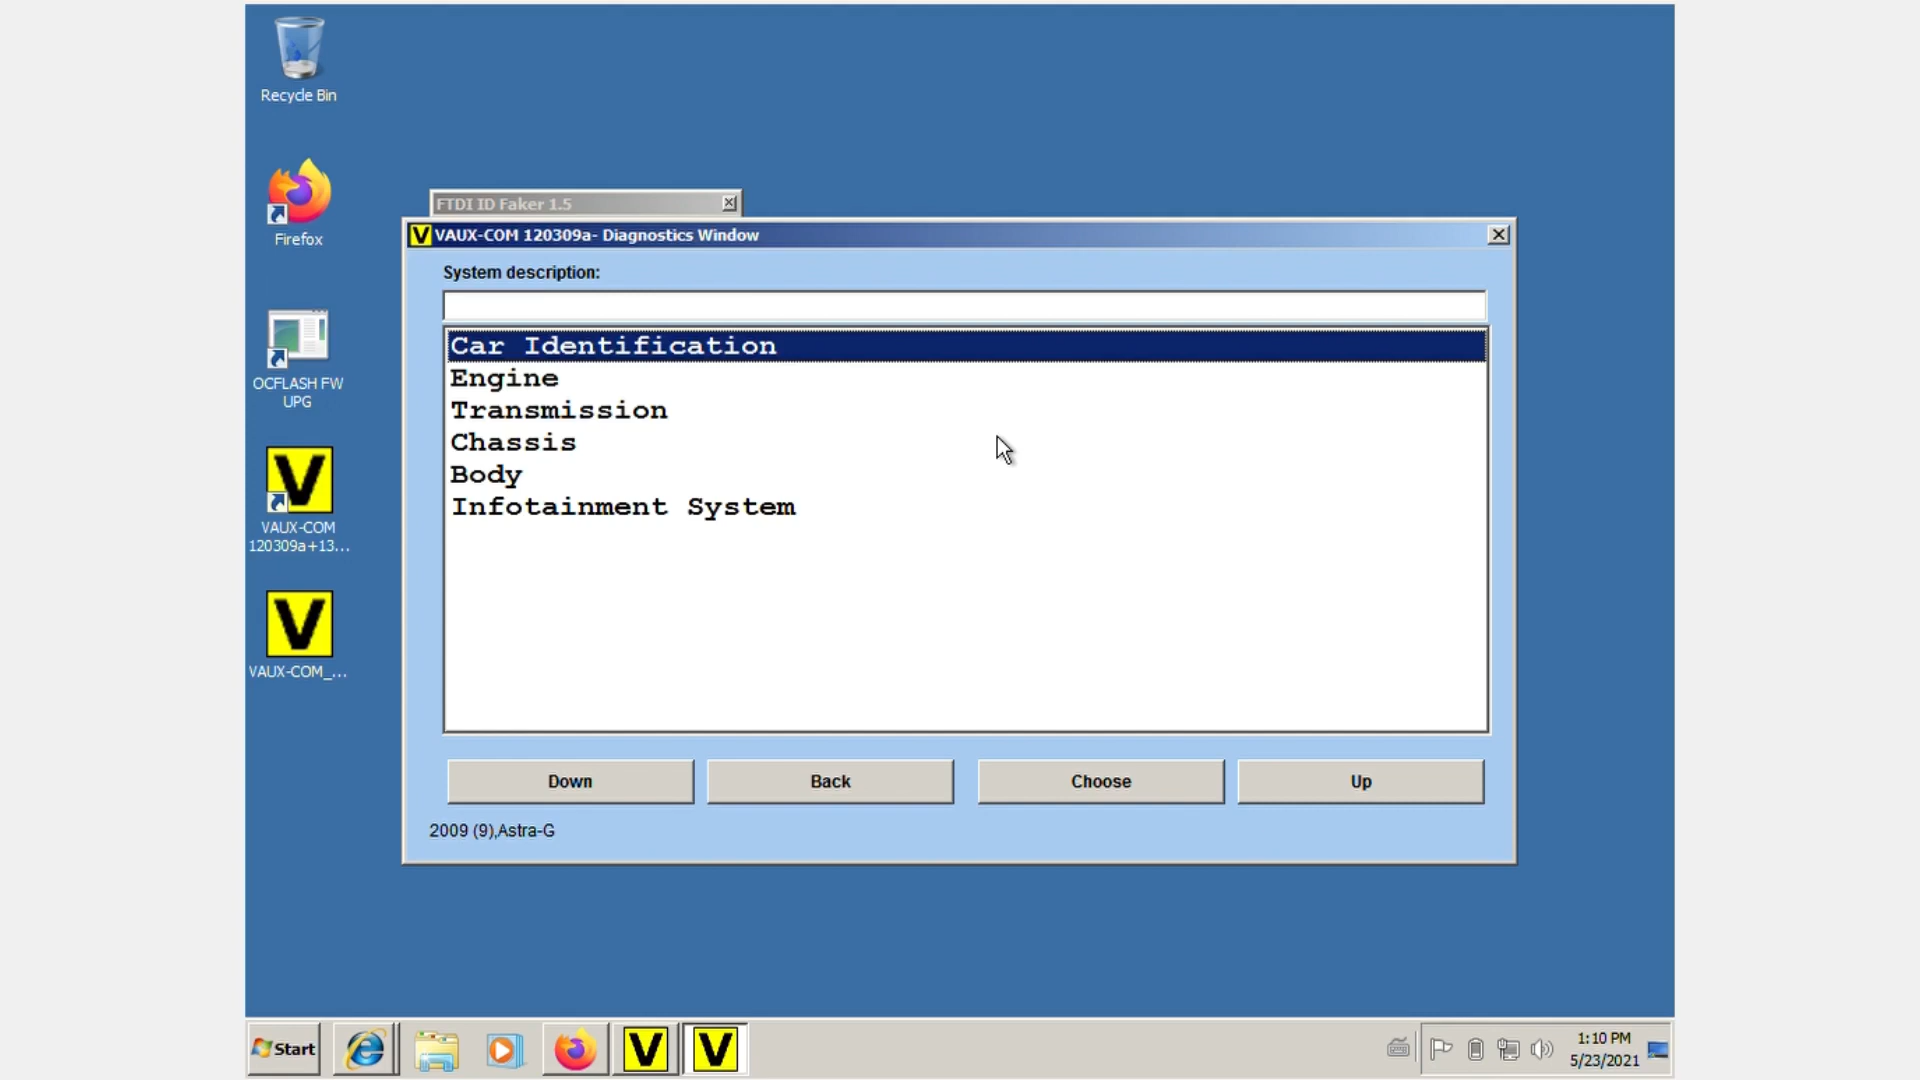 Recycle Bin
Firefox
OCFLASH FW
UPG
VAUX-COM
120309a+13...
VAUX-COM_...
FTDI ID Faker 1.5
VAUX-COM 120309a- Diagnostics Window
System description:
Car Identification
Engine
Transmission
Chassis
Body
Infotainment System
Down
Back
Choose
Up
2009 (9),Astra-G
Start
1:10 PM
5/23/2021